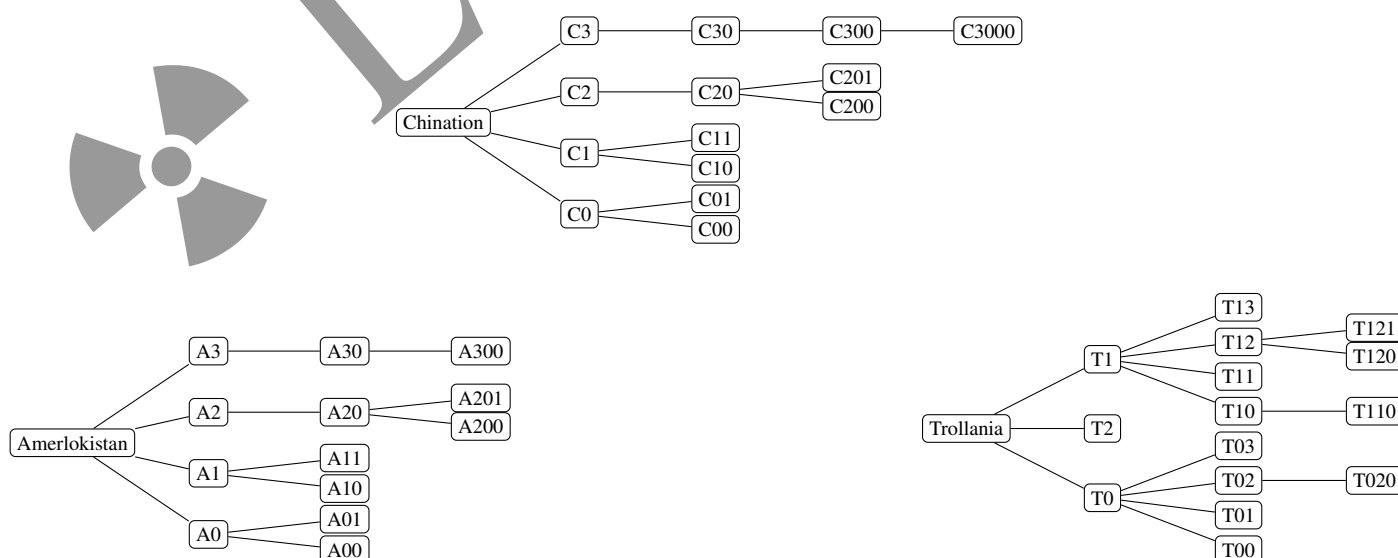 C3 C30 C300 C3000
C201
C2 C20
C200
Chination
C11
C1
C10
C01
C0
C00
T13
T121
T12
T120
A3 A30 A300
T1
T11
A201
A2 A20
T10 T110
A200
Trollania T2
Amerlokistan
T03
A11
A1
T02 T020
A10
T0
A01
T01
A0
A00
T00